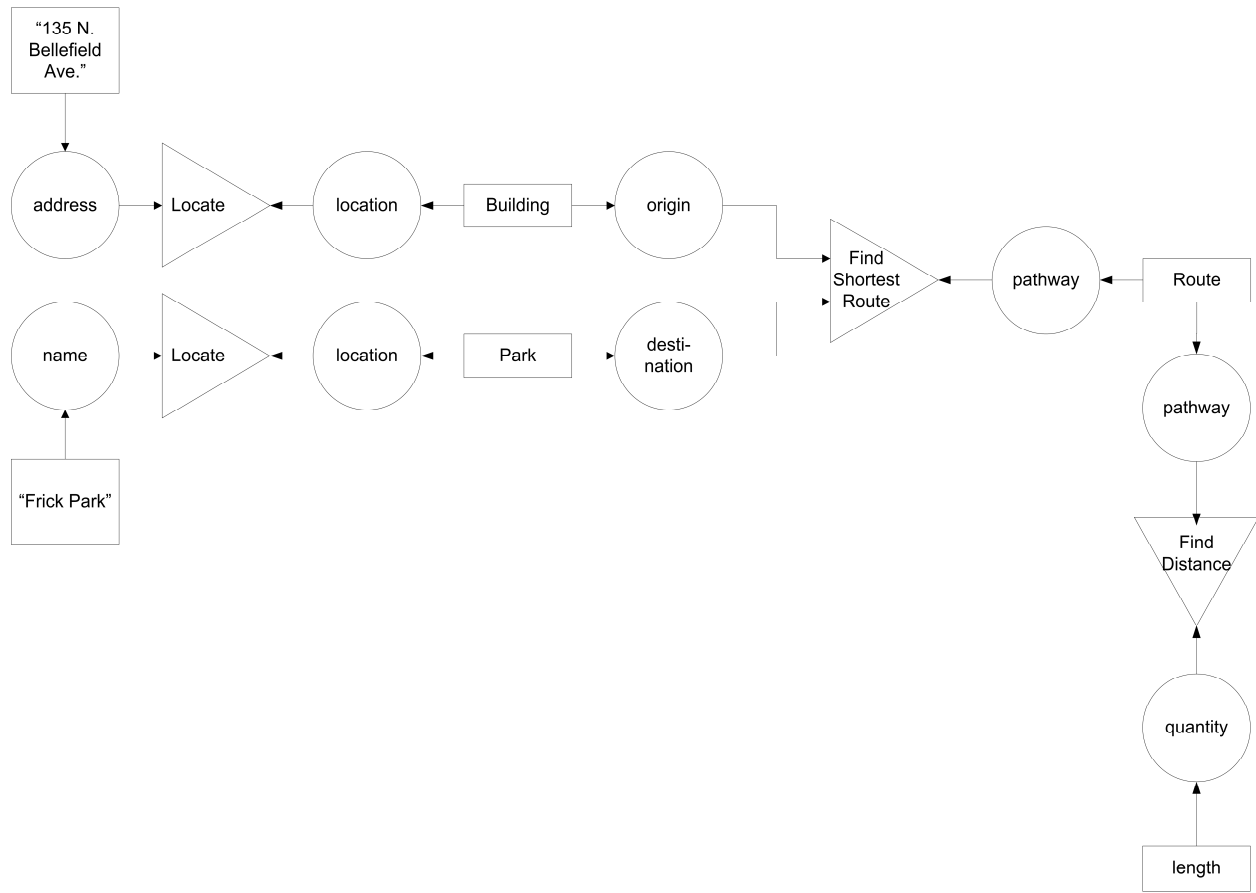 “135 N.
Bellefield
Ave.”
address
Locate
location
Building
origin
Find
Shortest
Route
pathway
Route
name
Locate
location
Park
desti-
nation
pathway
“Frick Park”
Find
Distance
quantity
length